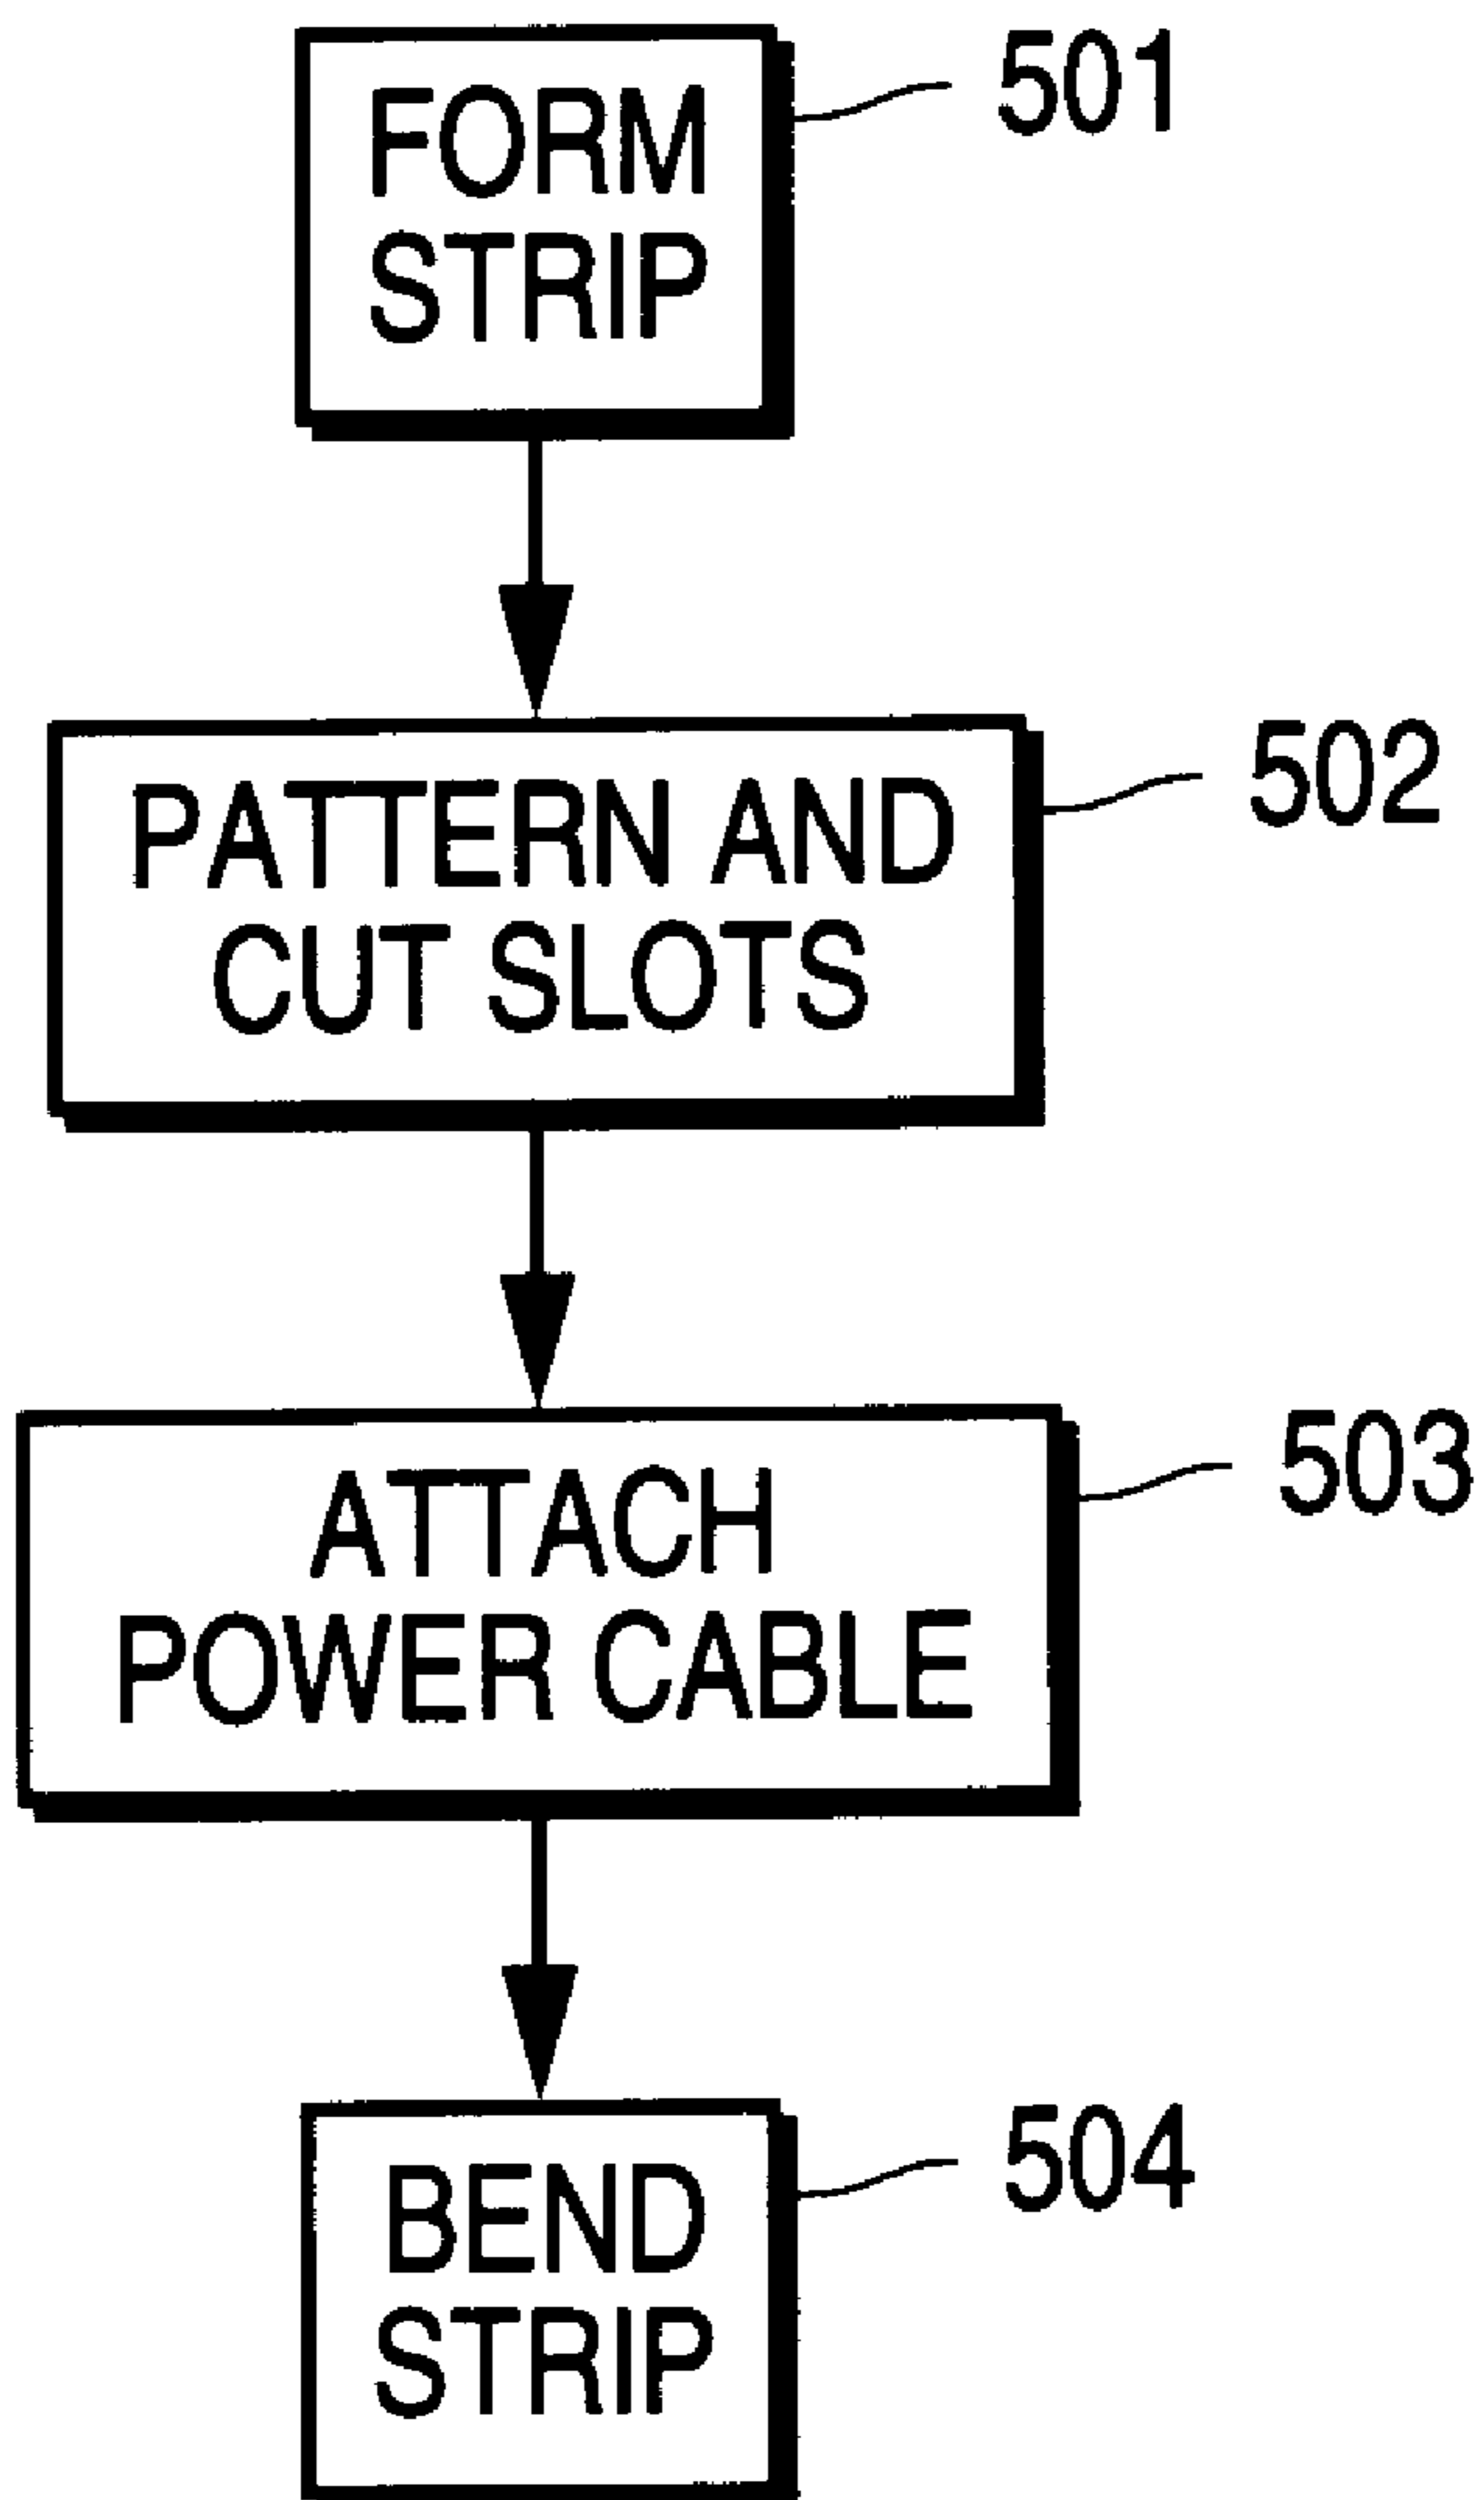 FORM
STRIP
501
PATTERN AND
CUT SLOTS
502
ATTACH
POWER CABLE
503
BEND
STRIP
504